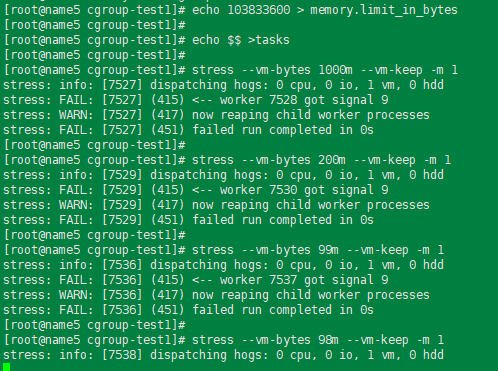 [root@name5 cgroup-test1]# echo 103833600 > memory.limit_in_bytes
[root@name5 cgroup-test1]#
[root@name5 cgroup-test1]# echo $$ >tasks
[root@name5 cgroup-test1]#
[root@name5 cgroup-test1]# stress --vm-bytes 1000m --vm-keep -m 1
stress: info: [7527] dispatching hogs: 0 cpu, 0 io, 1 vm, 0 hdd
stress: FAIL: [7527] (415) <-- worker 7528 got signal 9
stress: WARN: [7527] (417) now reaping child worker processes
stress: FAIL: [7527] (451) failed run completed in 0s
[root@name5 cgroup-test1]#
[root@name5 cgroup-test1]# stress --vm-bytes 200m --vm-keep -m 1
stress: info: [7529] dispatching hogs: 0 cpu, 0 io, 1 vm, 0 hdd
stress: FAIL: [7529] (415) <-- worker 7530 got signal 9
stress: WARN: [7529] (417) now reaping child worker processes
stress: FAIL: [7529] (451) failed run completed in 0s
[root@name5 cgroup-test1]#
[root@name5 cgroup-test1]# stress --vm-bytes 99m --vm-keep -m 1
stress: info: [7536] dispatching hogs: 0 cpu, 0 io, 1 vm, 0 hdd
stress: FAIL: [7536] (415) <-- worker 7537 got signal 9
stress: WARN: [7536] (417) now reaping child worker processes
stress: FAIL: [7536] (451) failed run completed in 0s
[root@name5 cgroup-test1]#
[root@name5 cgroup-test1]# stress --vm-bytes 98m --vm-keep -m 1
stress: info: [7538] dispatching hogs: 0 cpu, 0 io, 1 vm, 0 hdd